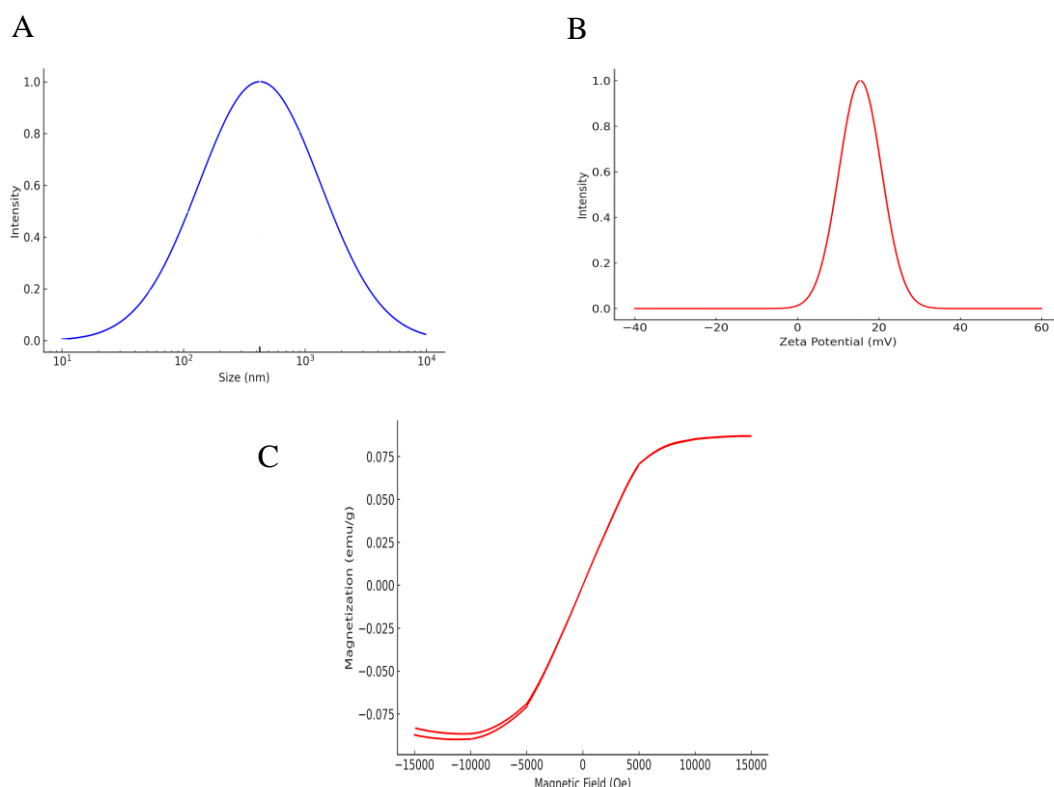 A
B
1.0
0.8
0.6
0.4
0.2
0.0
Intensity
10¹ 10² 10³ 10⁴
Size (nm)
1.0
0.8
0.6
0.4
0.2
0.0
Intensity
−40 −20 0 20 40 60
Zeta Potential (mV)
C
0.075
0.050
0.025
0.000
−0.025
−0.050
−0.075
Magnetization (emu/g)
−15000 −10000 −5000 0 5000 10000 15000
Magnetic Field (Oe)